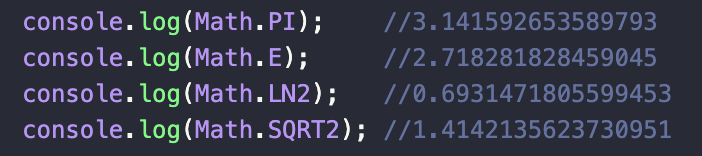 console.log(Math.PI);    //3.141592653589793
console.log(Math.E);     //2.718281828459045
console.log(Math.LN2);   //0.6931471805599453
console.log(Math.SQRT2); //1.4142135623730951